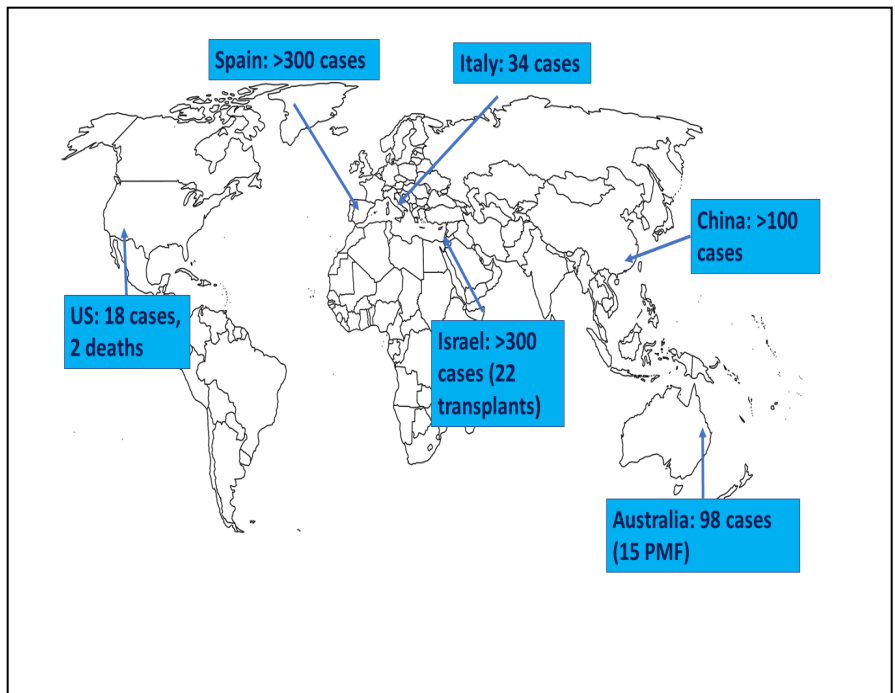 Spain: >300 cases
Italy: 34 cases
China: >100
cases
US: 18 cases,
2 deaths
Israel: >300
cases (22
transplants)
Australia: 98 cases
(15 PMF)